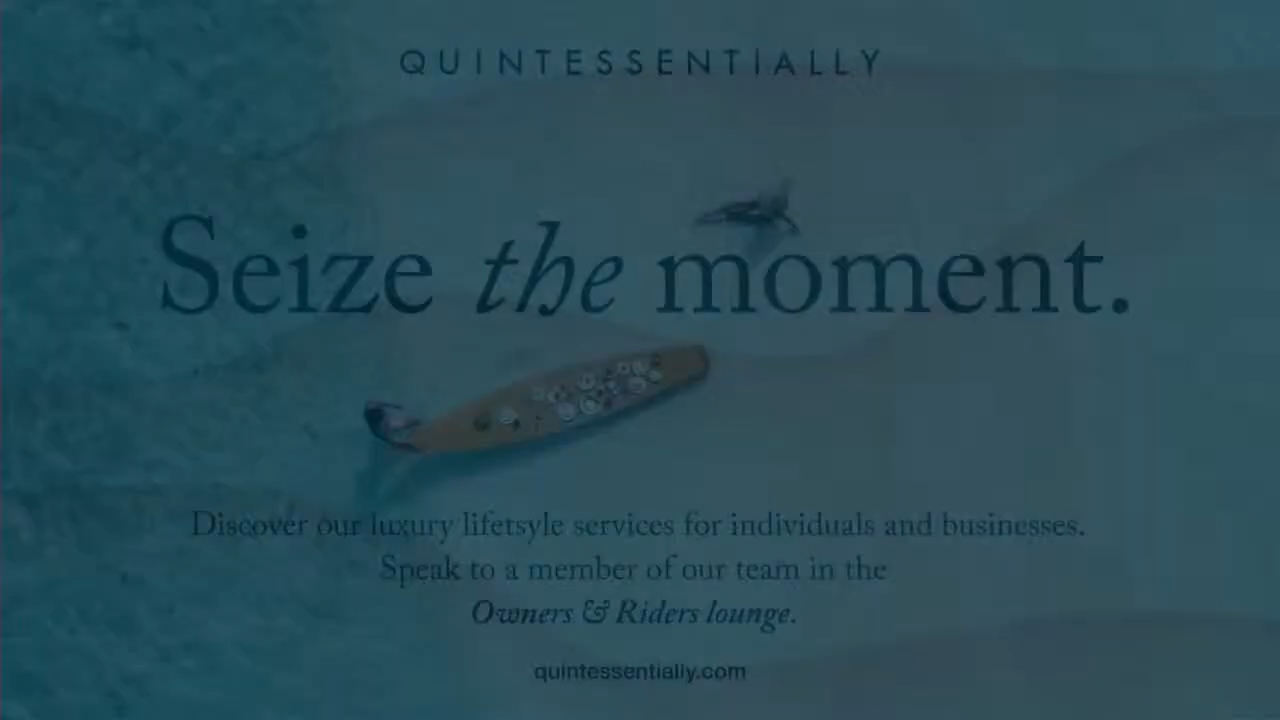 QUINTESSENTIALLY
Seize the moment.
Discover our luxury lifetsyle services for individuals and businesses.
Speak to a member of our team in the
Owners & Riders lounge.
quintessentially.com